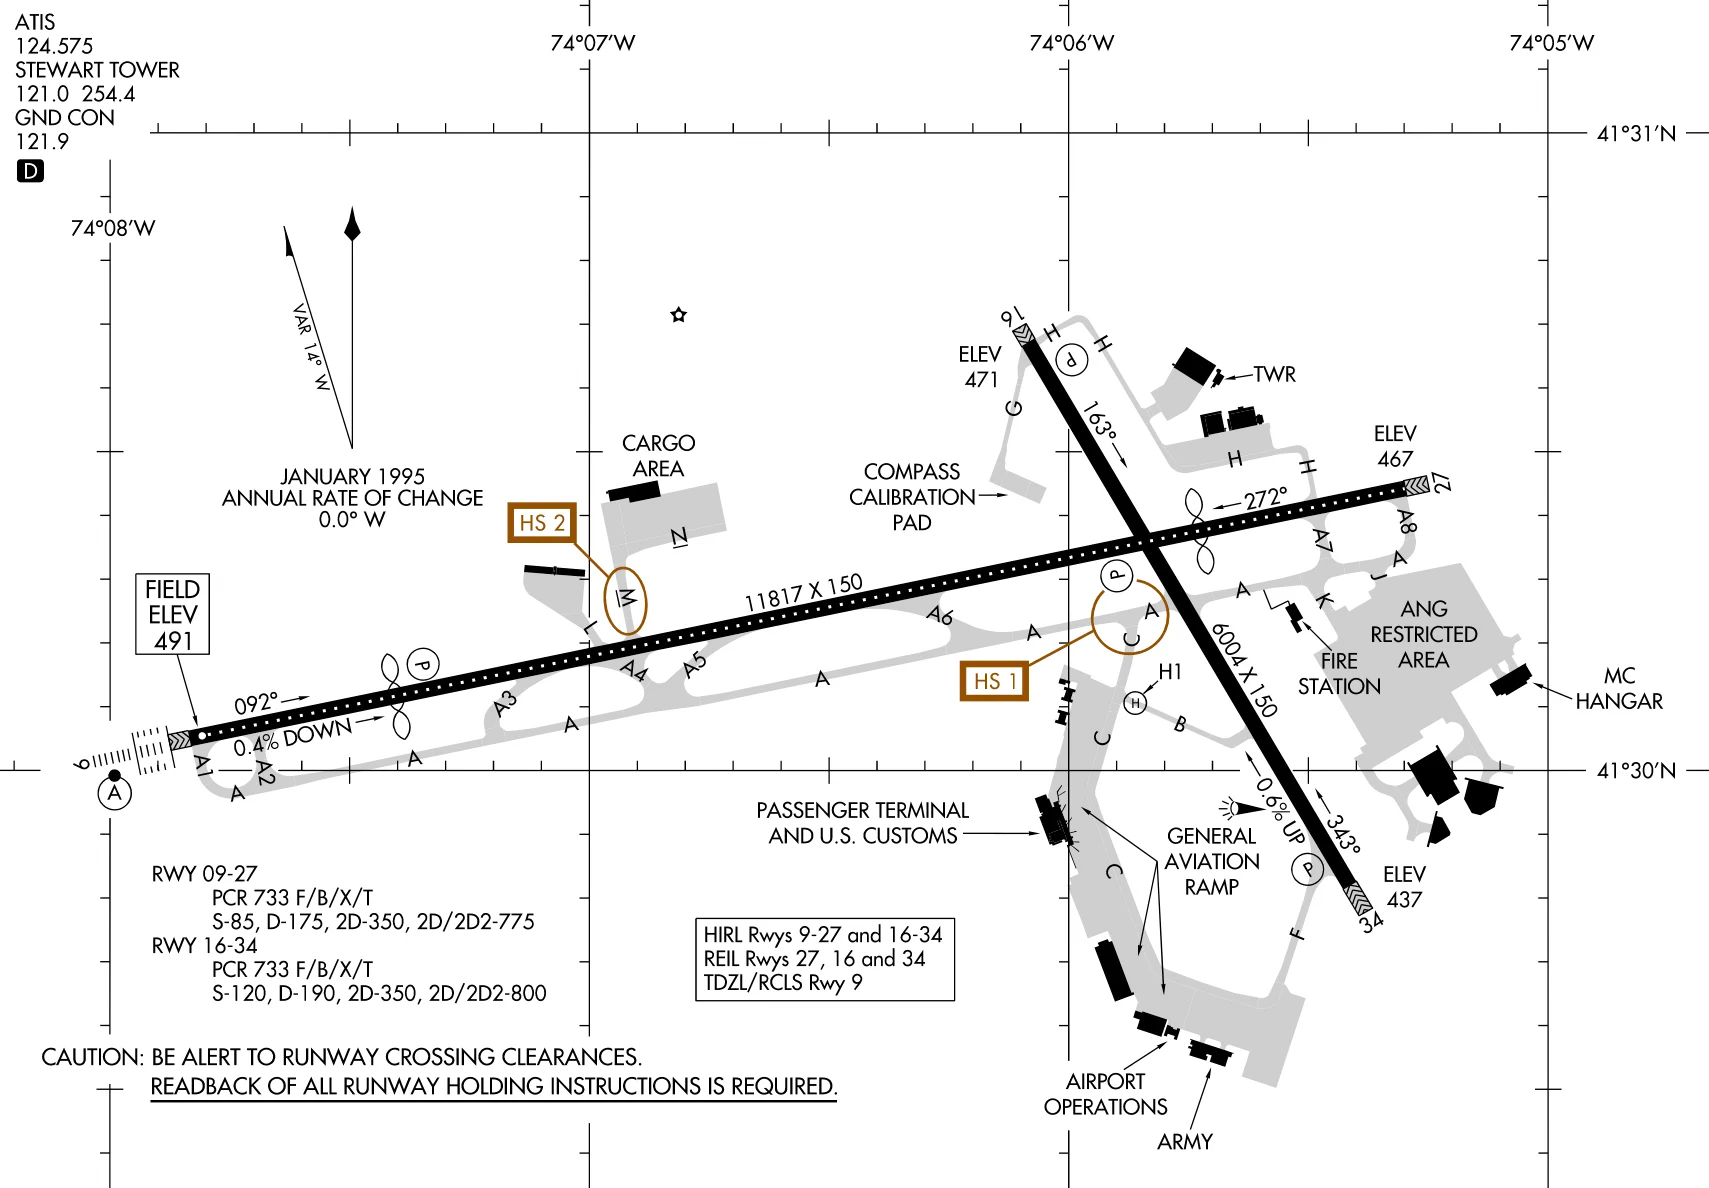 ATIS
124.575
STEWART TOWER
121.0 254.4
GND CON
121.9
D
74°07'W
74°06'W
74°05'W
41°31'N
74°08'W
VAR 14° W
JANUARY 1995
ANNUAL RATE OF CHANGE
0.0° W
CARGO
AREA
HS 2
N
M
L
FIELD
ELEV
491
16
ELEV
471
H
H
P
G
163°
TWR
H
H
COMPASS
CALIBRATION
PAD
ELEV
467
27
272°
A8
A7
A
J
K
A
11817 X 150
P
A
C
HS 1
A6
A
A5
A4
A
A3
A
A
P
092°
0.4% DOWN
9
A
A1
A2
A
6004 X 150
ANG
RESTRICTED
AREA
FIRE
STATION
MC
HANGAR
H1
H
B
C
C
41°30'N
PASSENGER TERMINAL
AND U.S. CUSTOMS
GENERAL
AVIATION
RAMP
0.6% UP
343°
P
ELEV
437
34
F
RWY 09-27
PCR 733 F/B/X/T
S-85, D-175, 2D-350, 2D/2D2-775
RWY 16-34
PCR 733 F/B/X/T
S-120, D-190, 2D-350, 2D/2D2-800
HIRL Rwys 9-27 and 16-34
REIL Rwys 27, 16 and 34
TDZL/RCLS Rwy 9
CAUTION: BE ALERT TO RUNWAY CROSSING CLEARANCES.
READBACK OF ALL RUNWAY HOLDING INSTRUCTIONS IS REQUIRED.
AIRPORT
OPERATIONS
ARMY